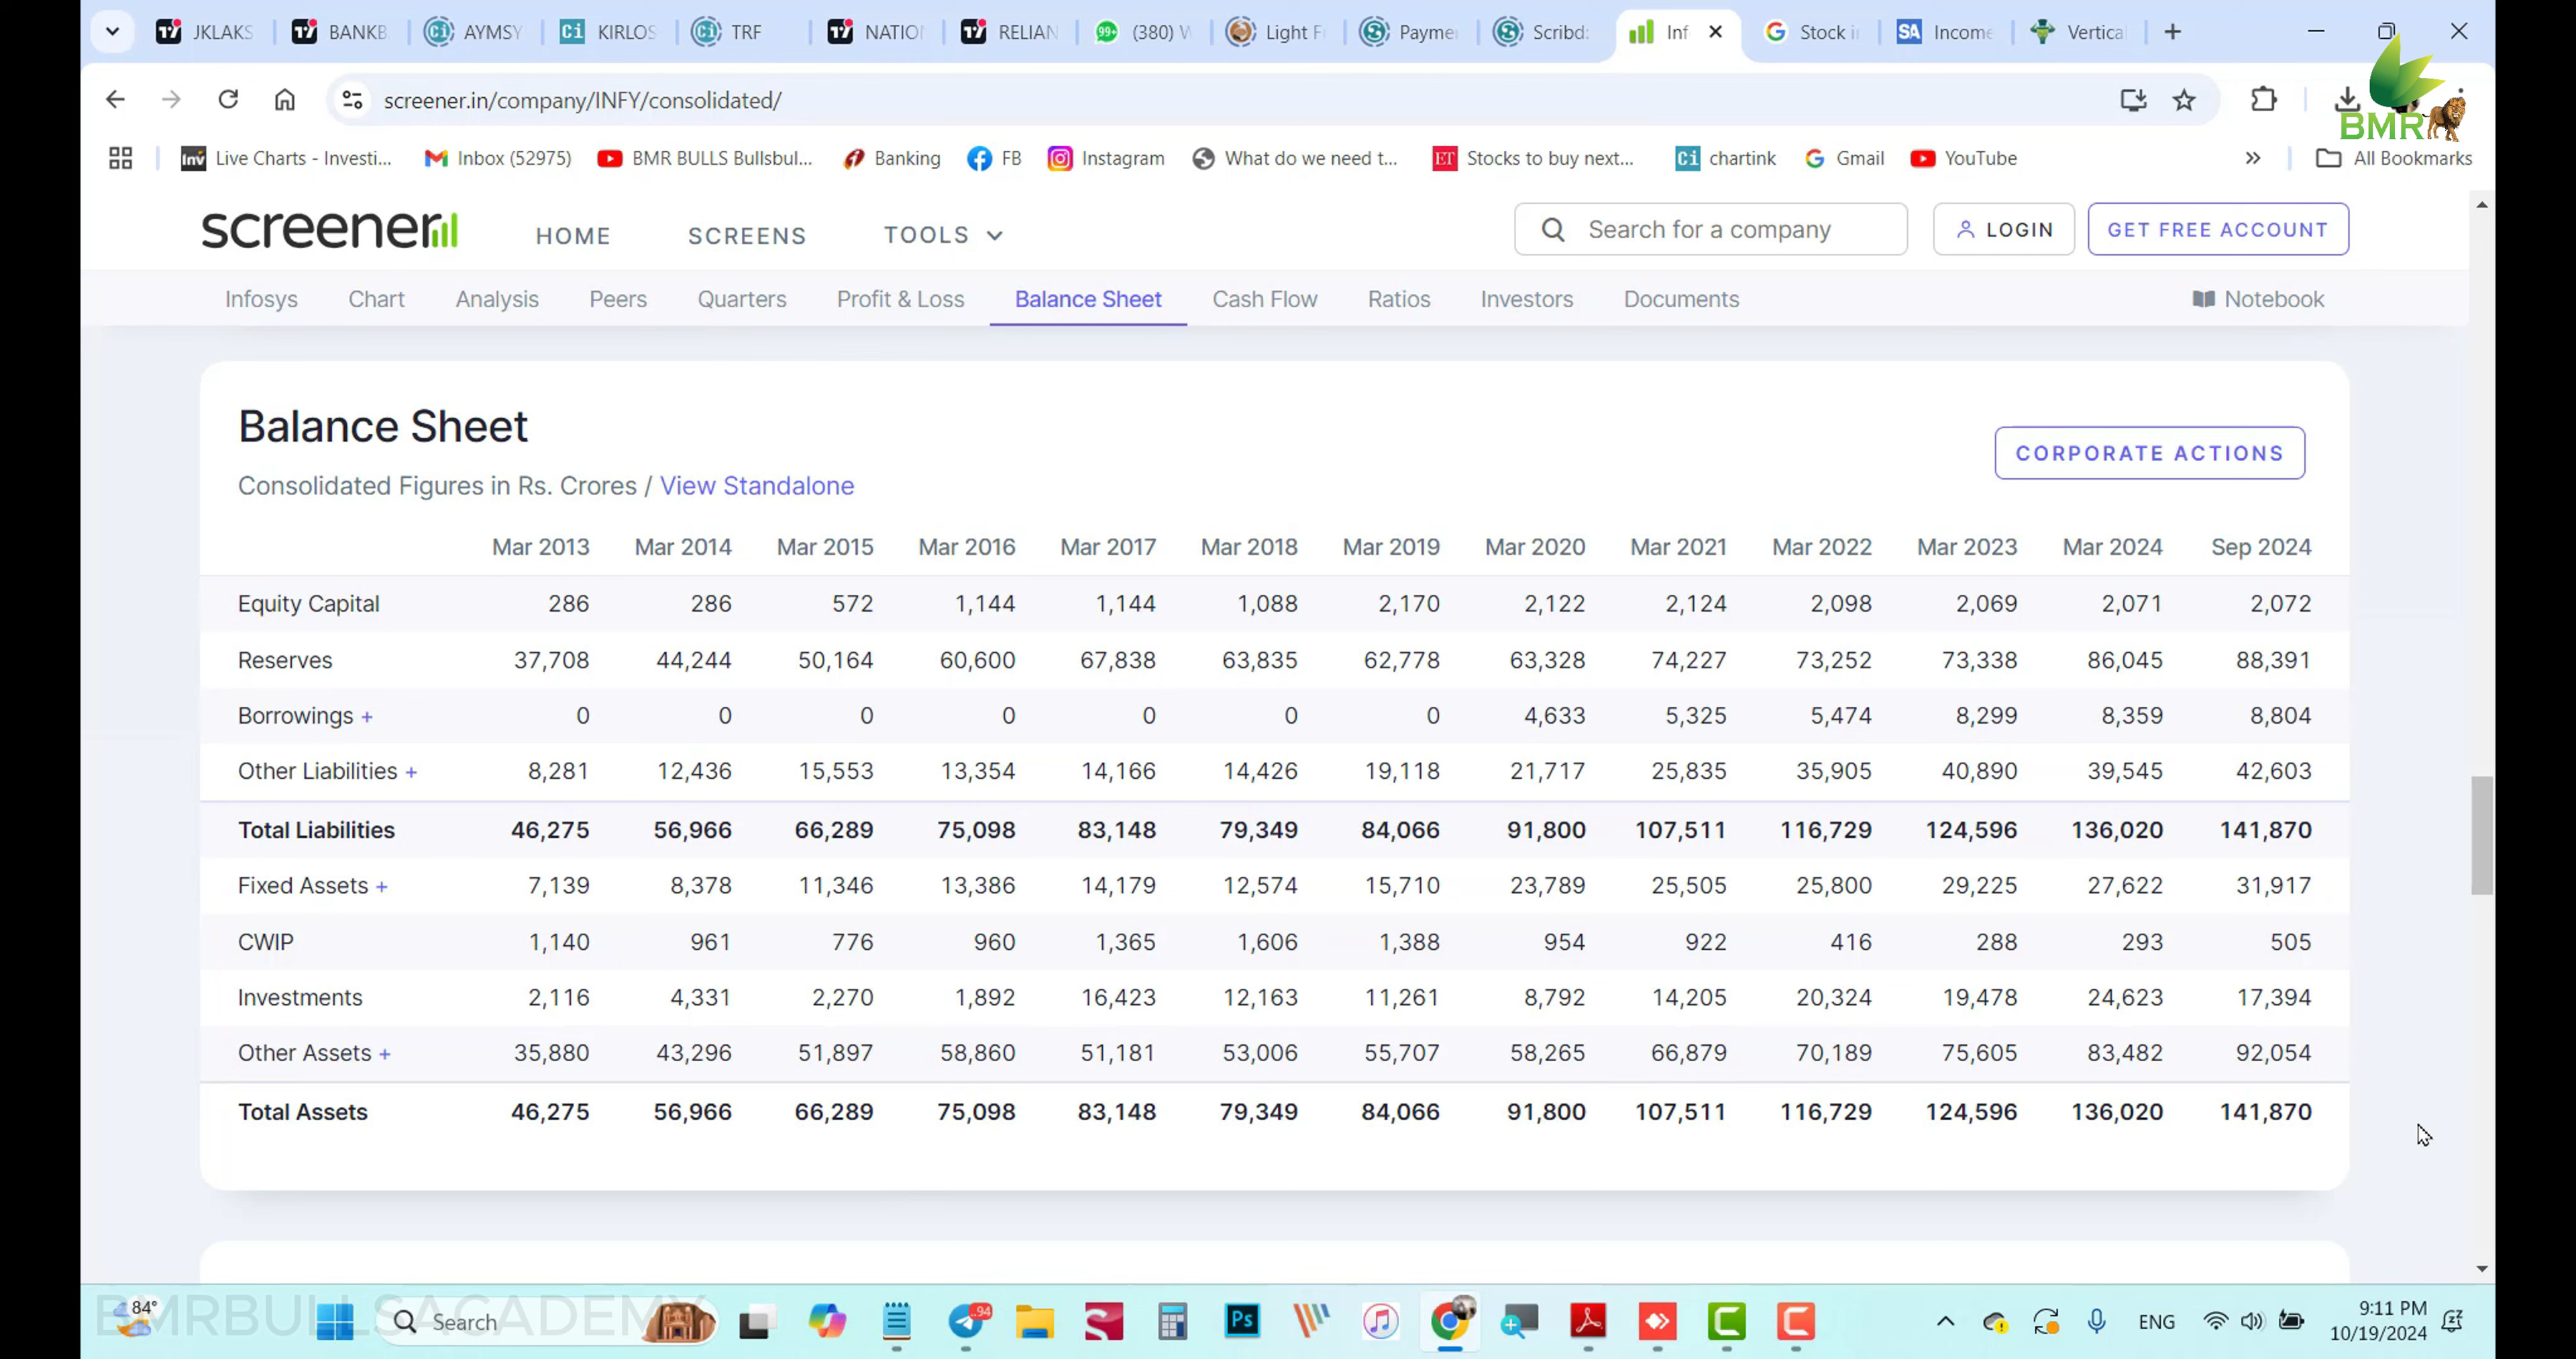 JKLAKS BANKB AYMSY KIRLOS TRF NATIO RELIAN (380) W Light F Payme Scribd: Inf Stock i Income Vertica
screener.in/company/INFY/consolidated/
BMR
Live Charts - Investi... Inbox (52975) BMR BULLS Bullsbul... Banking FB Instagram What do we need t... Stocks to buy next... chartink Gmail YouTube » All Bookmarks
screener HOME SCREENS TOOLS Search for a company LOGIN GET FREE ACCOUNT
Infosys Chart Analysis Peers Quarters Profit & Loss Balance Sheet Cash Flow Ratios Investors Documents Notebook
Balance Sheet
CORPORATE ACTIONS
Consolidated Figures in Rs. Crores / View Standalone
Mar 2013 Mar 2014 Mar 2015 Mar 2016 Mar 2017 Mar 2018 Mar 2019 Mar 2020 Mar 2021 Mar 2022 Mar 2023 Mar 2024 Sep 2024
Equity Capital 286 286 572 1,144 1,144 1,088 2,170 2,122 2,124 2,098 2,069 2,071 2,072
Reserves 37,708 44,244 50,164 60,600 67,838 63,835 62,778 63,328 74,227 73,252 73,338 86,045 88,391
Borrowings + 0 0 0 0 0 0 0 4,633 5,325 5,474 8,299 8,359 8,804
Other Liabilities + 8,281 12,436 15,553 13,354 14,166 14,426 19,118 21,717 25,835 35,905 40,890 39,545 42,603
Total Liabilities 46,275 56,966 66,289 75,098 83,148 79,349 84,066 91,800 107,511 116,729 124,596 136,020 141,870
Fixed Assets + 7,139 8,378 11,346 13,386 14,179 12,574 15,710 23,789 25,505 25,800 29,225 27,622 31,917
CWIP 1,140 961 776 960 1,365 1,606 1,388 954 922 416 288 293 505
Investments 2,116 4,331 2,270 1,892 16,423 12,163 11,261 8,792 14,205 20,324 19,478 24,623 17,394
Other Assets + 35,880 43,296 51,897 58,860 51,181 53,006 55,707 58,265 66,879 70,189 75,605 83,482 92,054
Total Assets 46,275 56,966 66,289 75,098 83,148 79,349 84,066 91,800 107,511 116,729 124,596 136,020 141,870
BMRBULLSACADEMY
84° Search 94 Ps ENG 9:11 PM
10/19/2024